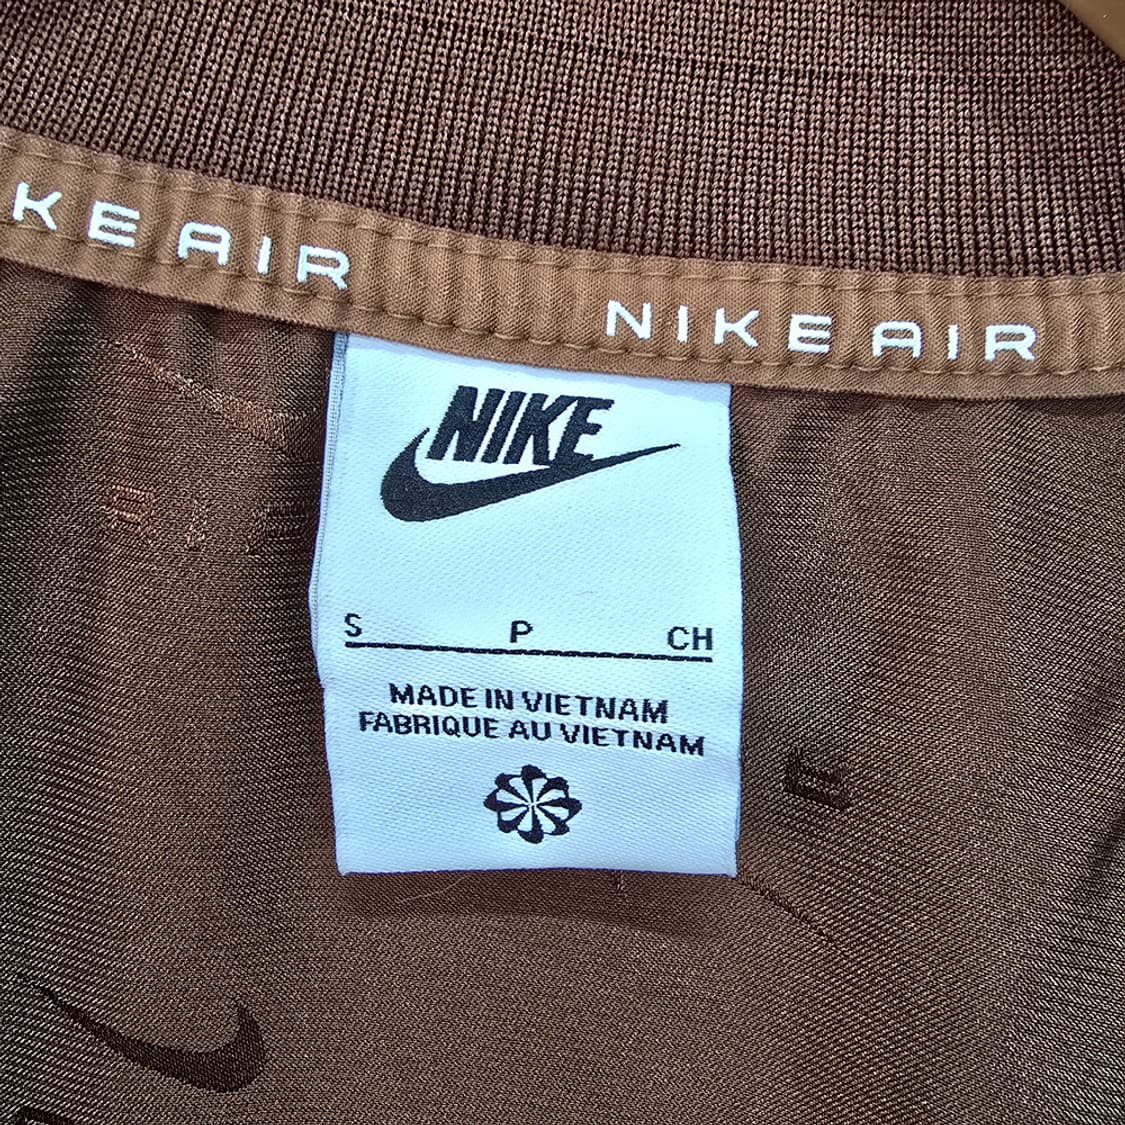 KE AIR
NIKE AIR
NIKE
S P CH
MADE IN VIETNAM
FABRIQUE AU VIETNAM